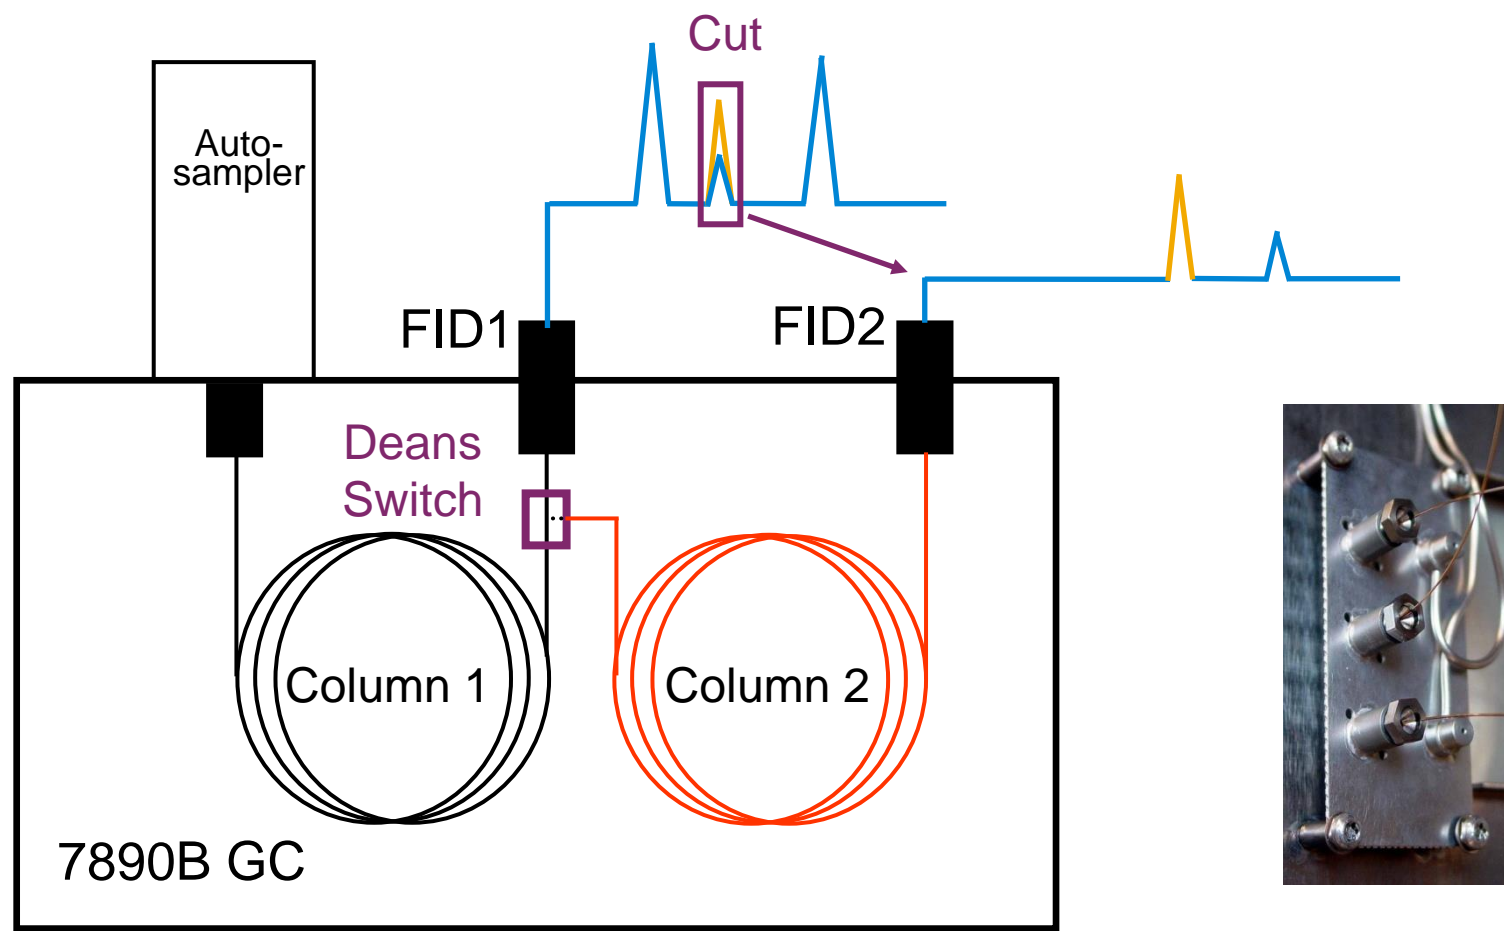 Cut
Auto-
sampler
FID1
FID2
Deans
Switch
Column 1
Column 2
7890B GC